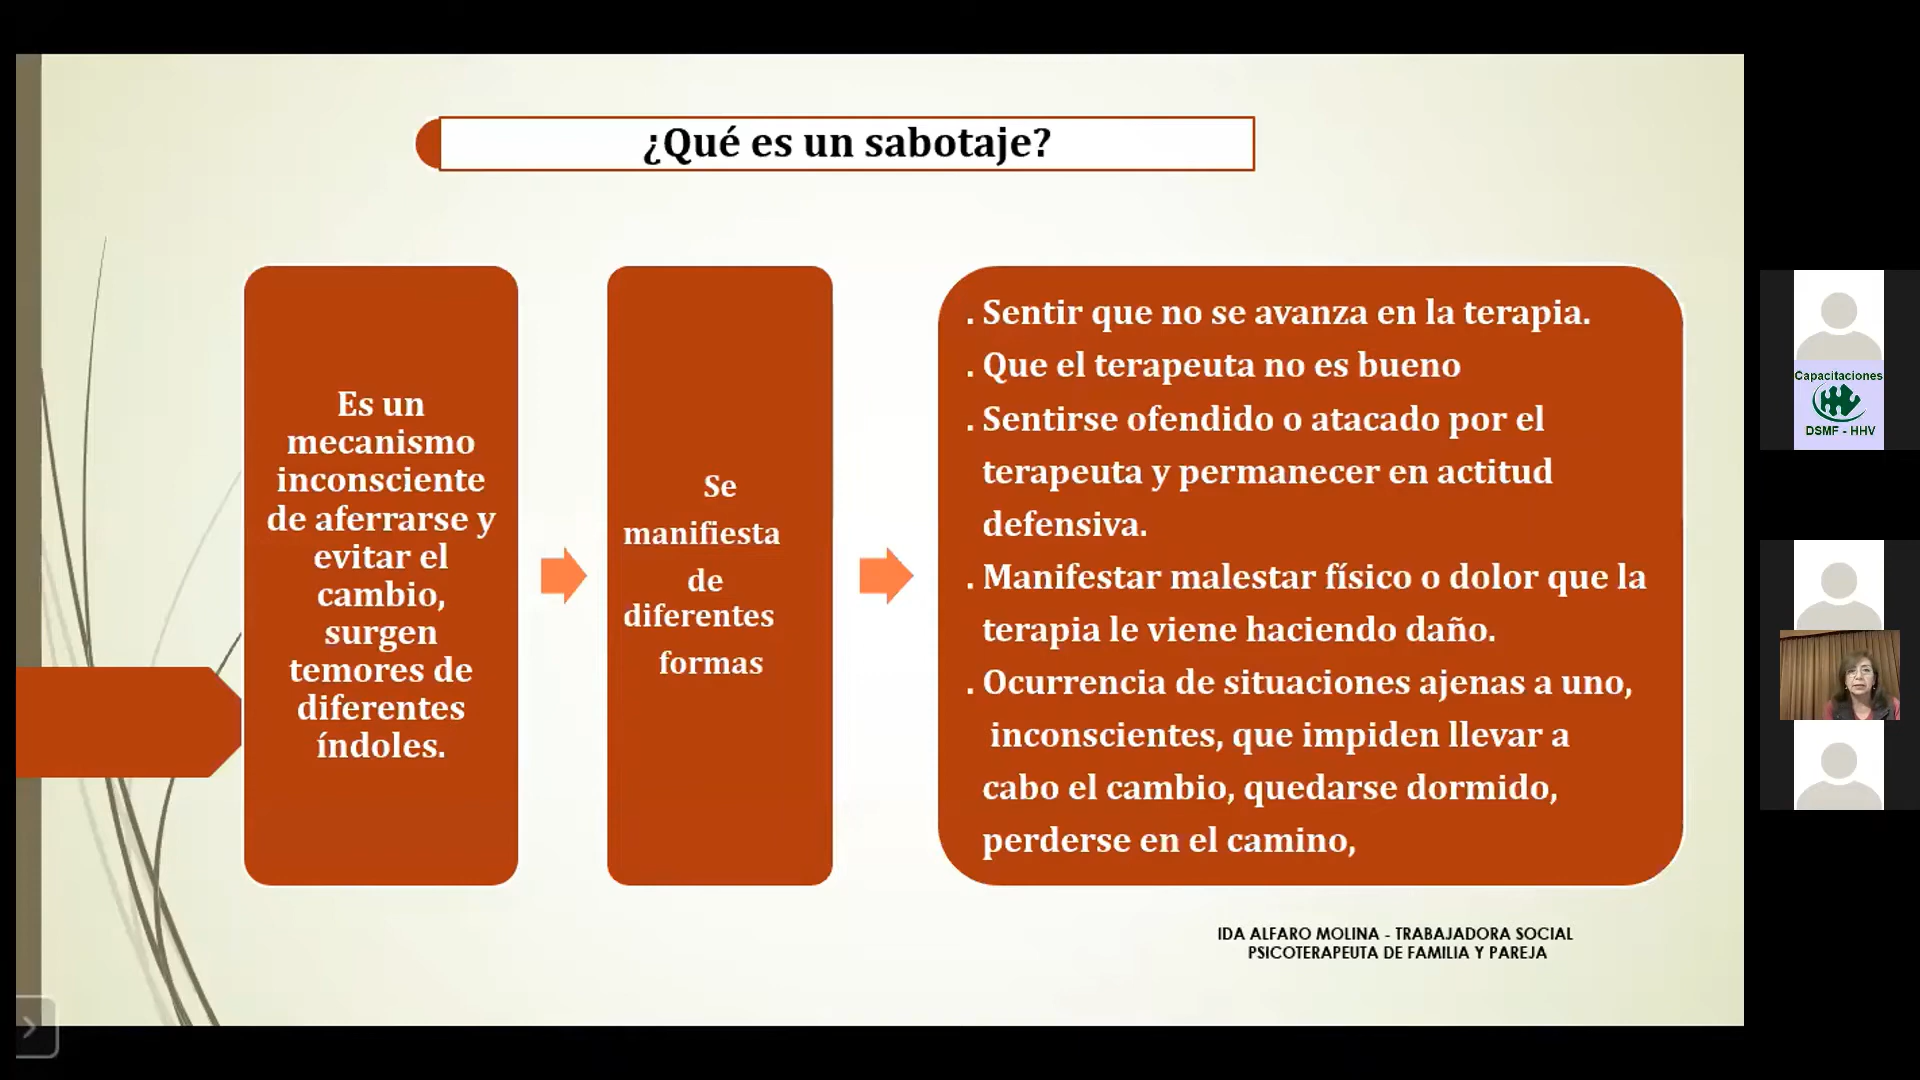 ¿Qué es un sabotaje?
Es un
mecanismo
inconsciente
de aferrarse y
evitar el
cambio,
surgen
temores de
diferentes
índoles.
Se
manifiesta
de
diferentes
formas
. Sentir que no se avanza en la terapia.
. Que el terapeuta no es bueno
. Sentirse ofendido o atacado por el
terapeuta y permanecer en actitud
defensiva.
. Manifestar malestar físico o dolor que la
terapia le viene haciendo daño.
. Ocurrencia de situaciones ajenas a uno,
inconscientes, que impiden llevar a
cabo el cambio, quedarse dormido,
perderse en el camino,
IDA ALFARO MOLINA - TRABAJADORA SOCIAL
PSICOTERAPEUTA DE FAMILIA Y PAREJA
Capacitaciones
DSMF - HHV